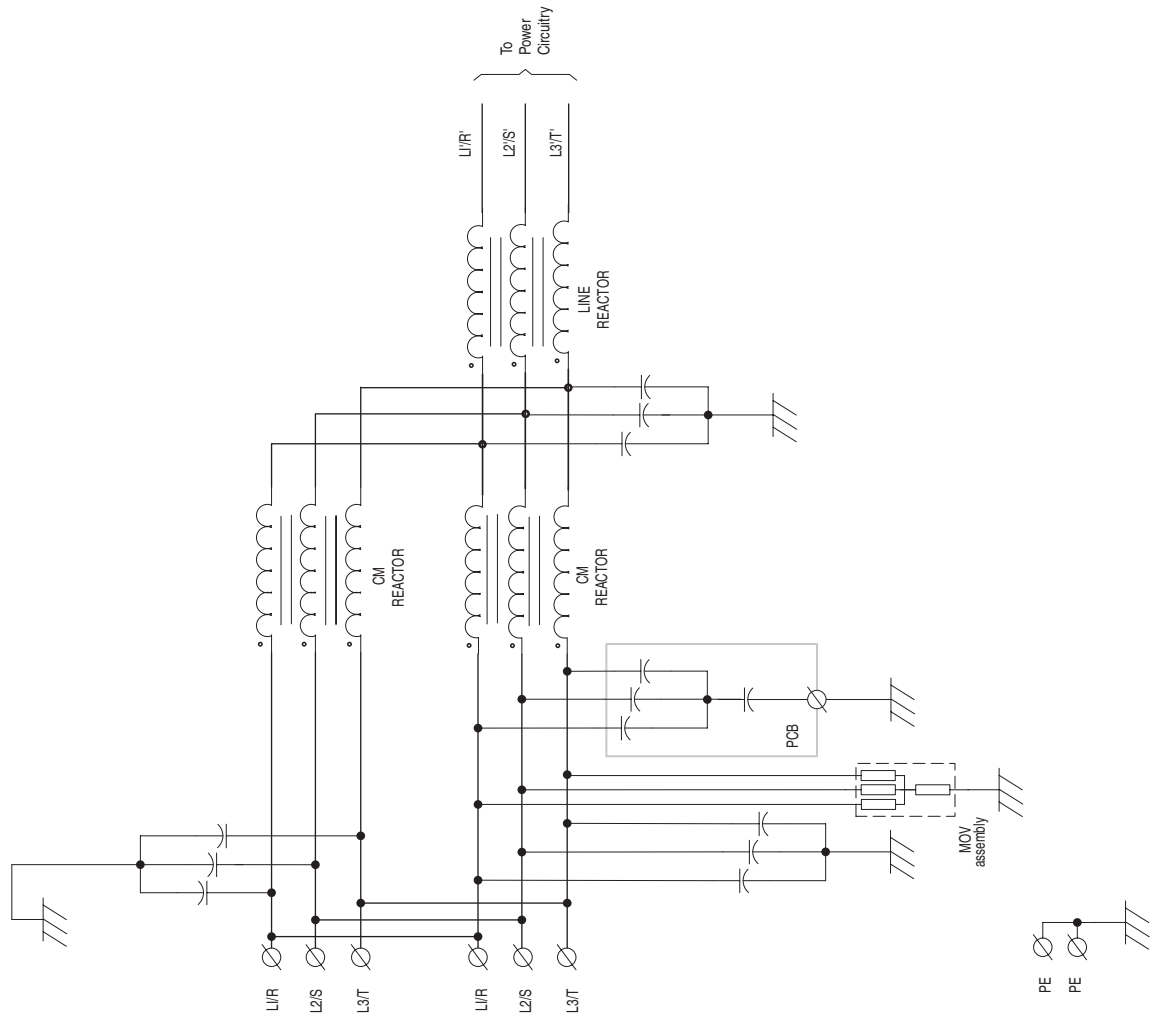 To
Power
Circuitry
L1'/R'
L2'/S'
L3'/T'
LINE
REACTOR
CM
REACTOR
CM
REACTOR
PCB
MOV
assembly
L1/R
L2/S
L3/T
L1/R
L2/S
L3/T
PE
PE